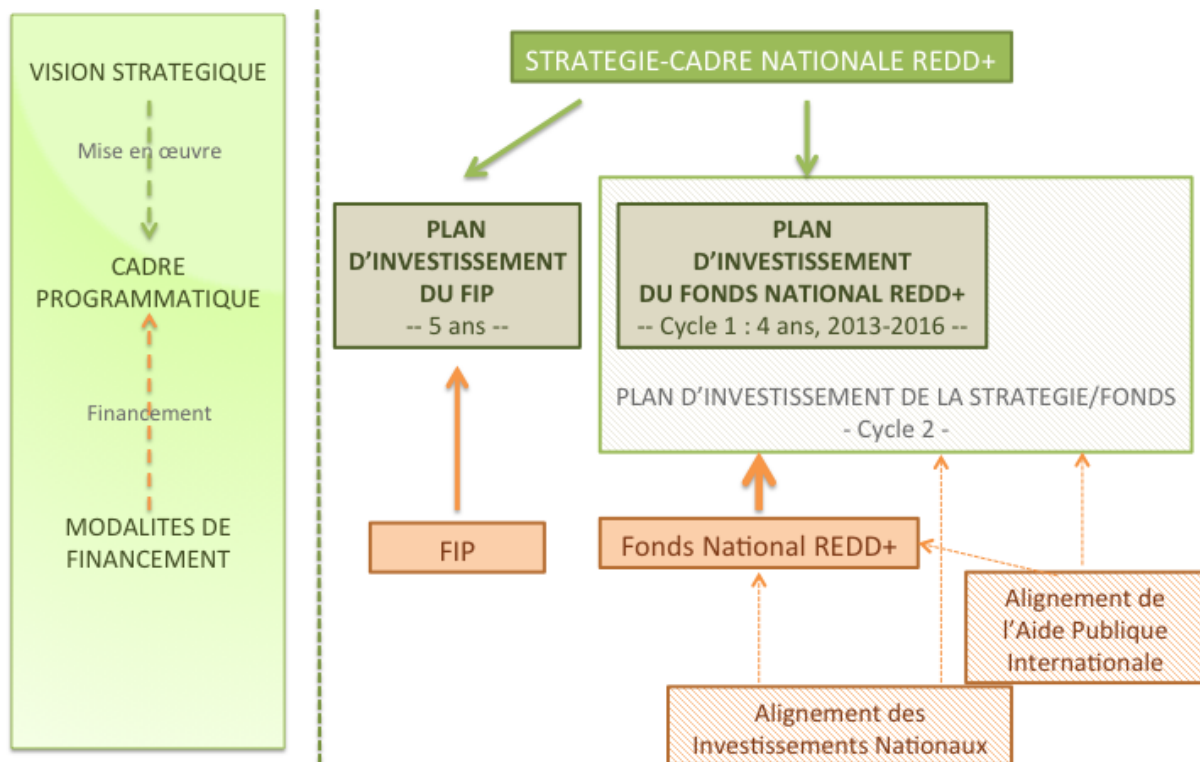 VISION STRATEGIQUE
Mise en œuvre
CADRE
PROGRAMMATIQUE
Financement
MODALITES DE
FINANCEMENT
STRATEGIE-CADRE NATIONALE REDD+
PLAN
D’INVESTISSEMENT
DU FIP
-- 5 ans --
PLAN
D’INVESTISSEMENT
DU FONDS NATIONAL REDD+
-- Cycle 1 : 4 ans, 2013-2016 --
PLAN D’INVESTISSEMENT DE LA STRATEGIE/FONDS
- Cycle 2 -
FIP
Fonds National REDD+
Alignement de
l’Aide Publique
Internationale
Alignement des
Investissements Nationaux